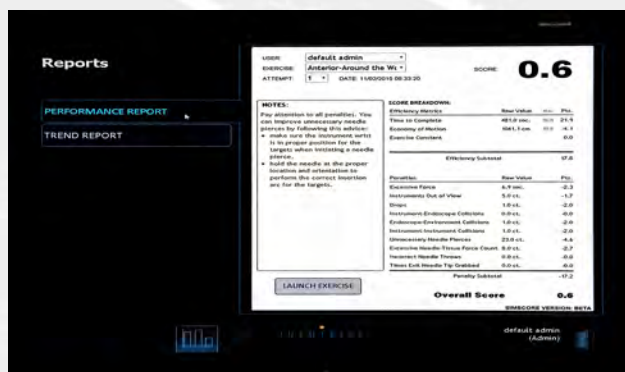 Reports
PERFORMANCE REPORT
TREND REPORT
USER: default admin
EXERCISE: Anterior-Around the W
ATTEMPT: 1 DATE: 11/02/2016 08:33:20
SCORE: 0.6
NOTES:
Pay attention to all penalties. You
can improve unnecessary needle
pierces by following this advice:
• make sure the instrument wrist
is in proper position for the
targets when initiating a needle
pierce.
• hold the needle at the proper
location and orientation to
perform the correct insertion
arc for the targets.
LAUNCH EXERCISE
SCORE BREAKDOWN:
Efficiency Metrics Raw Value Pts.
Time to Complete 481.0 sec. 21.9
Economy of Motion 1041.1 cm -4.1
Exercise Constant 0.0
Efficiency Subtotal 17.8
Penalties Raw Value Pts.
Excessive Force 6.9 sec. -2.3
Instruments Out of View 5.0 ct. -1.7
Drops 1.0 ct. -2.0
Instrument-Endoscope Collisions 0.0 ct. -0.0
Endoscope-Environment Collisions 1.0 ct. -2.0
Instrument-Instrument Collisions 1.0 ct. -2.0
Unnecessary Needle Pierces 23.0 ct. -4.6
Excessive Needle-Tissue Force Count 8.0 ct. -2.7
Incorrect Needle Throws 0.0 ct. -0.0
Times Exit Needle Tip Grabbed 0.0 ct. -0.0
Penalty Subtotal -17.2
Overall Score 0.6
SIMSCORE VERSION: BETA
default admin
(Admin)